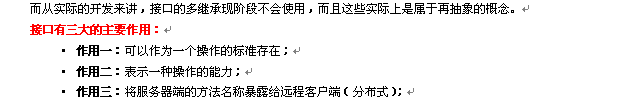 而从实际的开发来讲，接口的多继承现阶段不会使用，而且这些实际上是属于再抽象的概念。
接口有三大的主要作用：
• 作用一：可以作为一个操作的标准存在；
• 作用二：表示一种操作的能力；
• 作用三：将服务器端的方法名称暴露给远程客户端（分布式）；